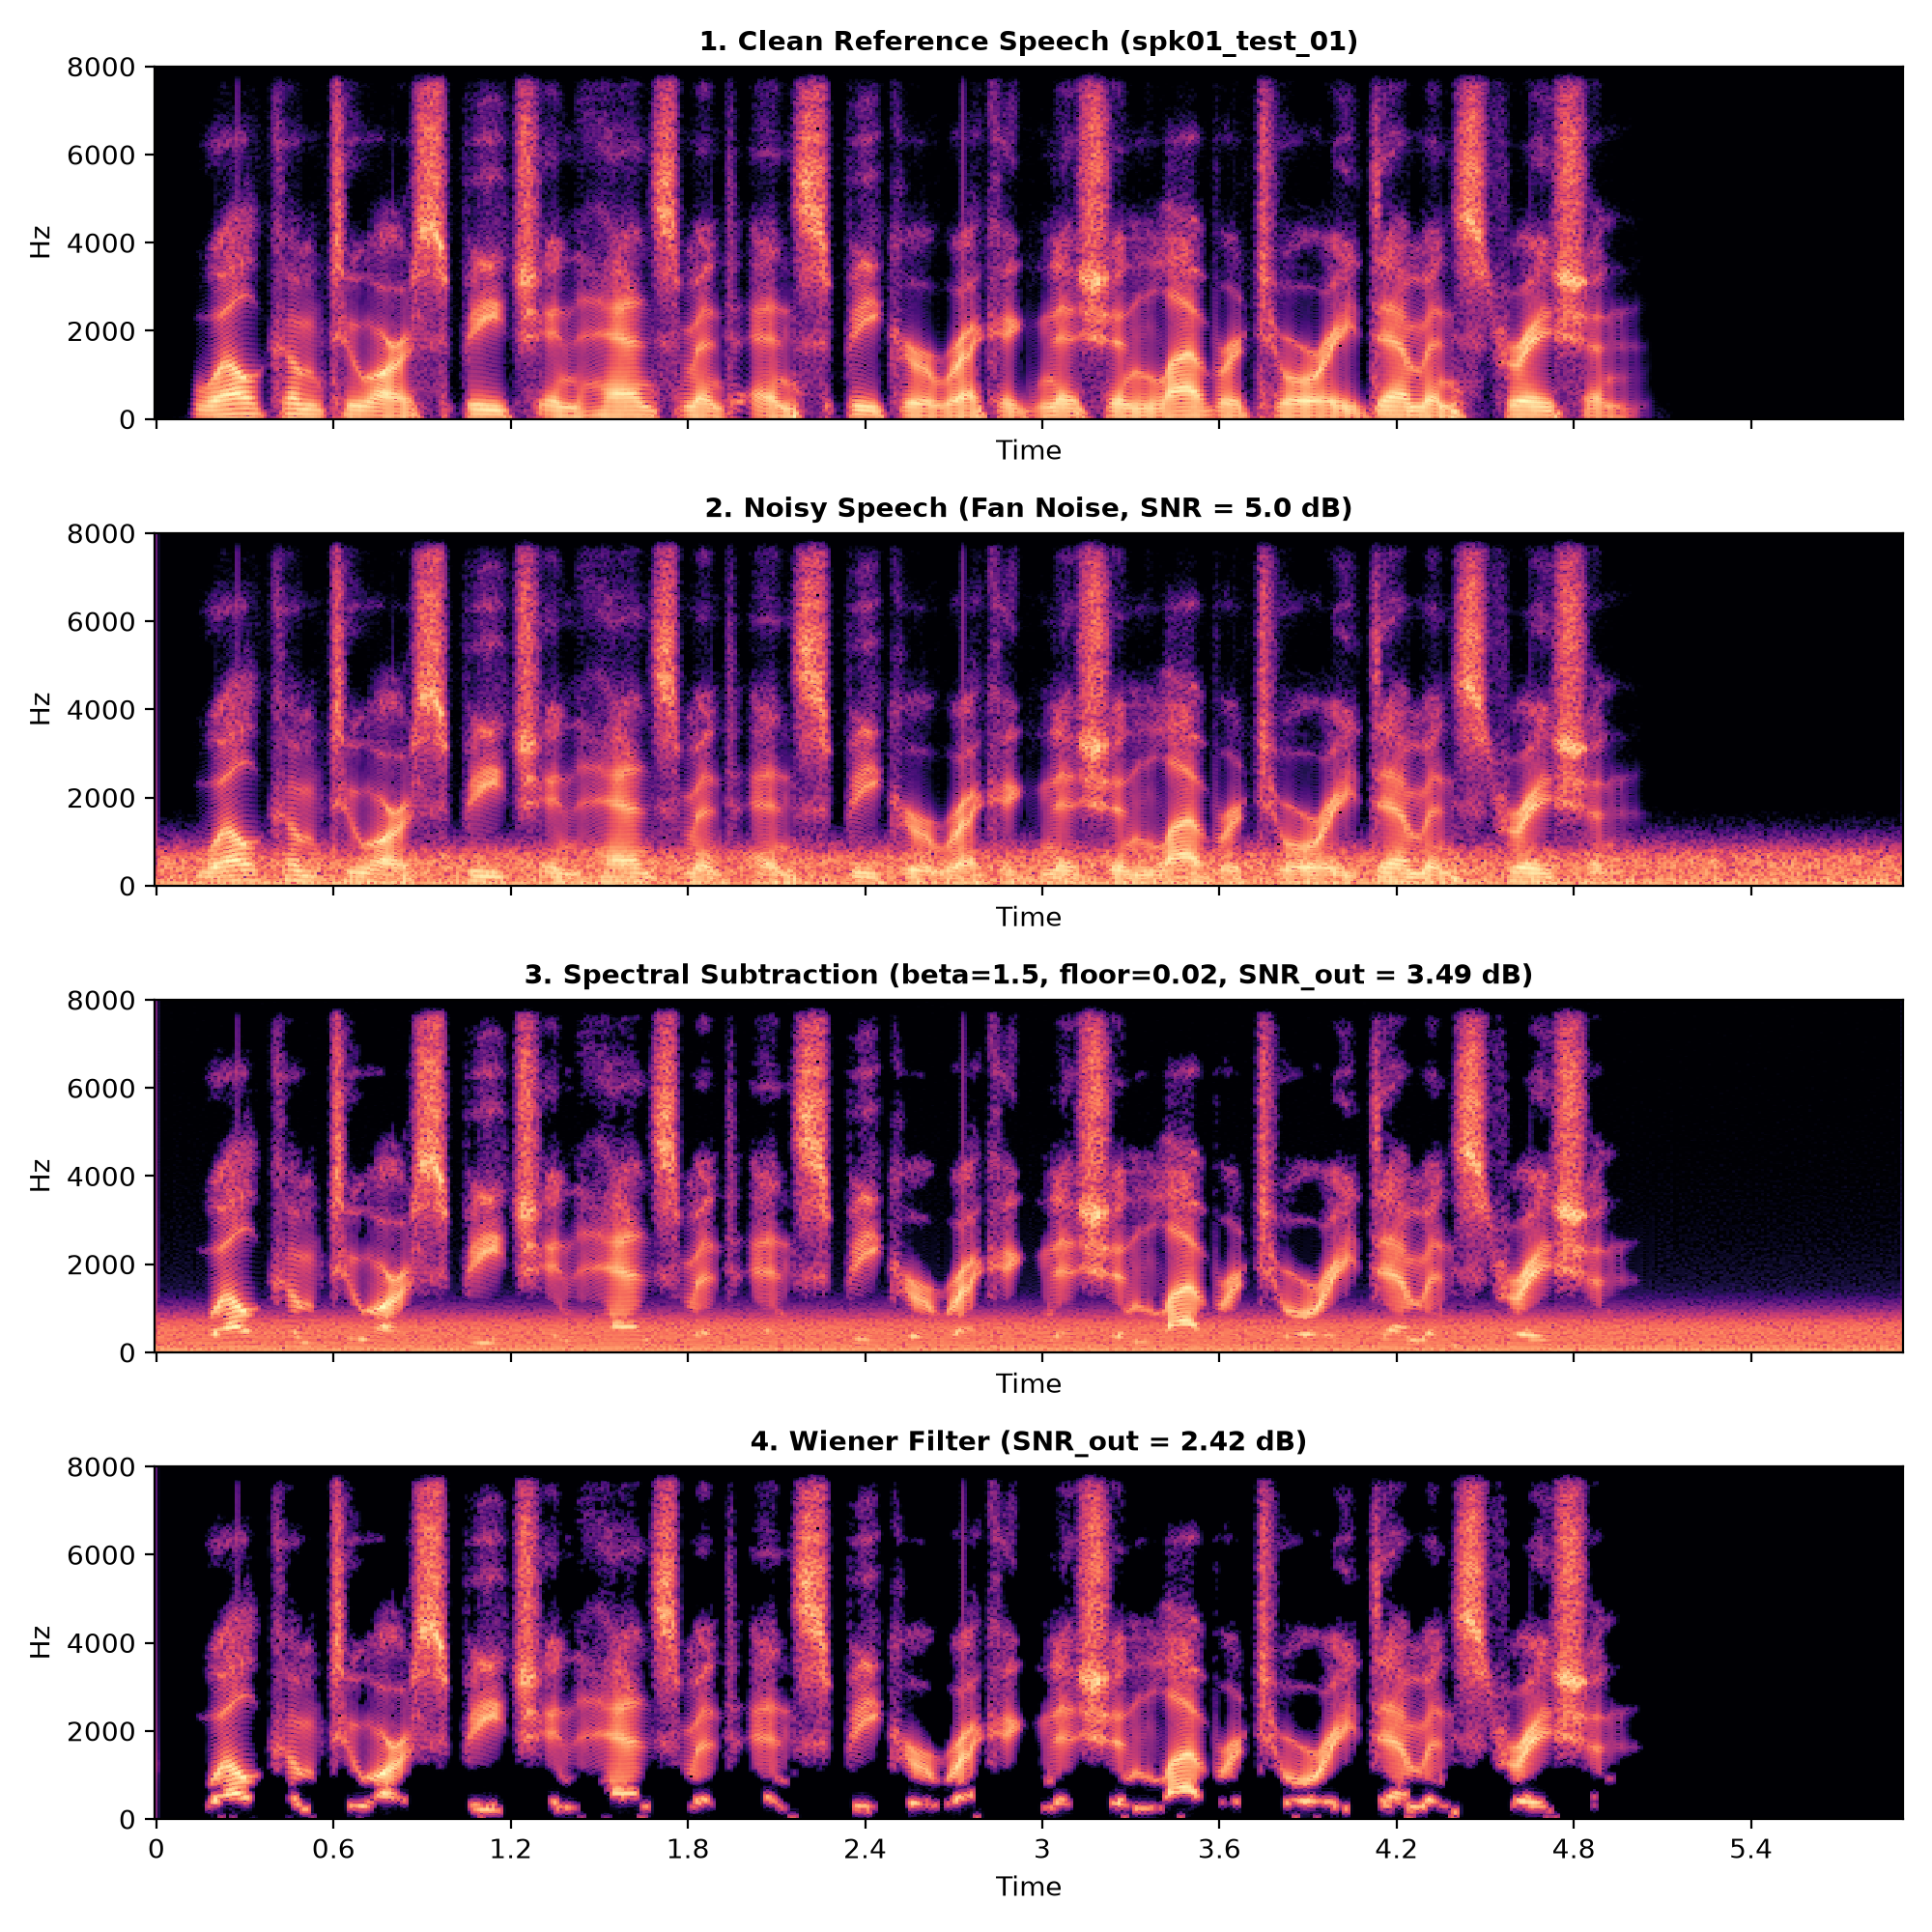 1. Clean Reference Speech (spk01_test_01)
8000
6000
4000
2000
0
Hz
Time
2. Noisy Speech (Fan Noise, SNR = 5.0 dB)
8000
6000
4000
2000
0
Hz
Time
3. Spectral Subtraction (beta=1.5, floor=0.02, SNR_out = 3.49 dB)
8000
6000
4000
2000
0
Hz
Time
4. Wiener Filter (SNR_out = 2.42 dB)
8000
6000
4000
2000
0
Hz
0 0.6 1.2 1.8 2.4 3 3.6 4.2 4.8 5.4
Time